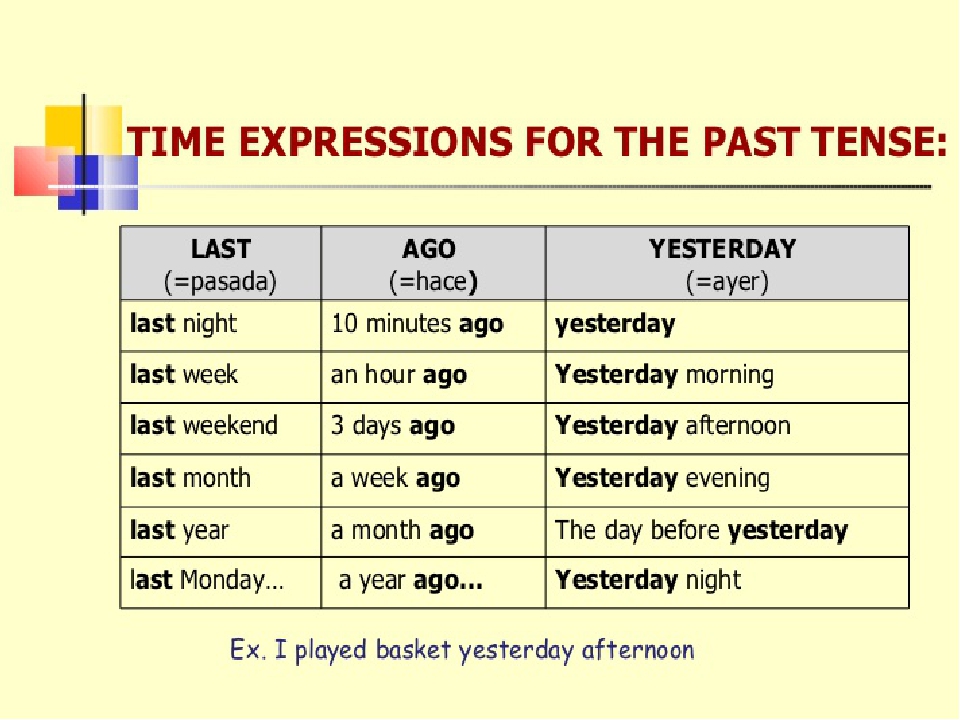 TIME EXPRESSIONS FOR THE PAST TENSE:
LAST AGO YESTERDAY
(=pasada) (=hace) (=ayer)
last night 10 minutes ago yesterday
last week an hour ago Yesterday morning
last weekend 3 days ago Yesterday afternoon
last month a week ago Yesterday evening
last year a month ago The day before yesterday
last Monday... a year ago... Yesterday night
Ex. I played basket yesterday afternoon